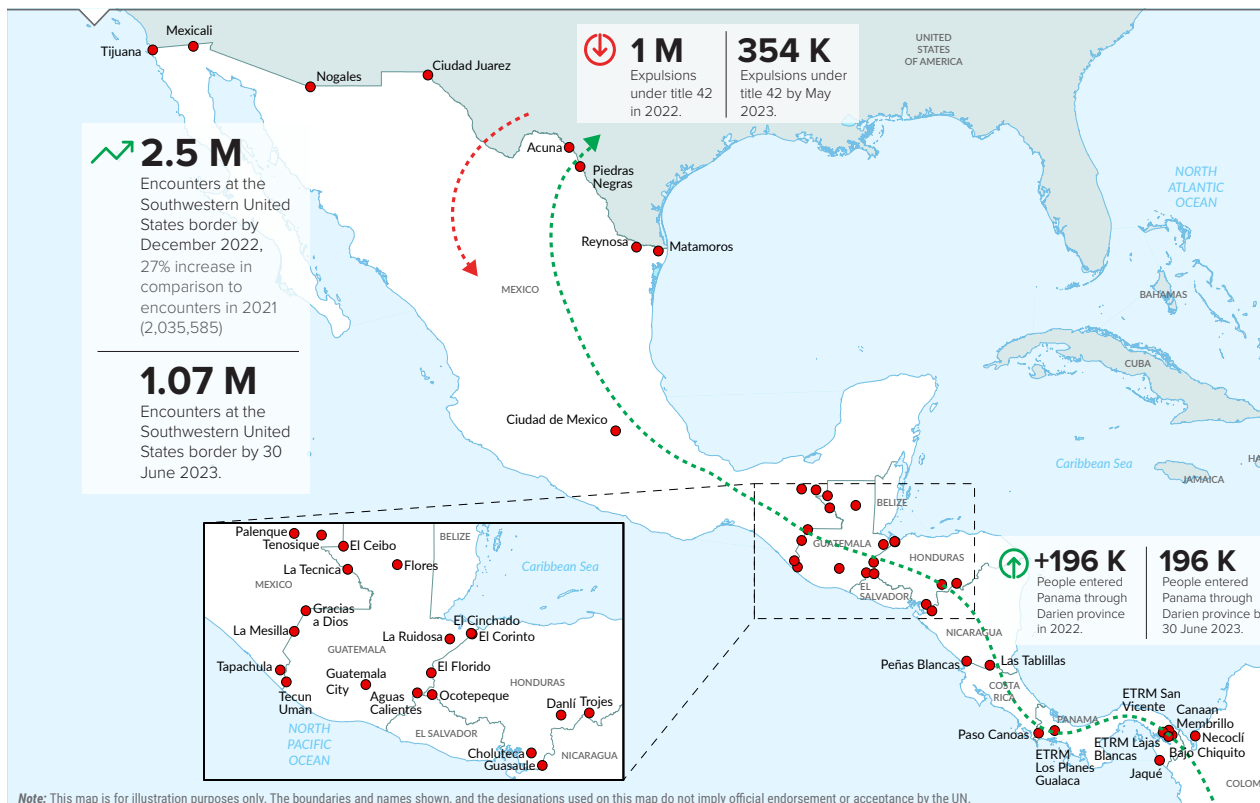 Mexicali
Tijuana
Nogales
Ciudad Juarez
1 M
Expulsions
under title 42
in 2022.
354 K
Expulsions under
title 42 by May
2023.
UNITED
STATES
OF AMERICA
2.5 M
Encounters at the
Southwestern United
States border by
December 2022,
27% increase in
comparison to
encounters in 2021
(2,035,585)
1.07 M
Encounters at the
Southwestern United
States border by 30
June 2023.
Acuna
Piedras
Negras
Reynosa
Matamoros
MEXICO
NORTH
ATLANTIC
OCEAN
BAHAMAS
CUBA
Ciudad de Mexico
Caribbean Sea
JAMAICA
HA
BELIZE
GUATEMALA
HONDURAS
EL
SALVADOR
NICARAGUA
+196 K
People entered
Panama through
Darien province
in 2022.
196 K
People entered
Panama through
Darien province b
30 June 2023.
Peñas Blancas
Las Tablillas
COSTA
RICA
Paso Canoas
PANAMA
ETRM
Los Planes
Gualaca
ETRM San
Vicente
Canaan
Membrillo
Necoclí
ETRM Lajas
Blancas
Bajo Chiquito
Jaqué
COLOM
Palenque
Tenosique
El Ceibo
BELIZE
La Tecnica
Flores
Caribbean Sea
MEXICO
Gracias
a Dios
La Mesilla
GUATEMALA
La Ruidosa
El Cinchado
El Corinto
Tapachula
Tecun
Uman
Guatemala
City
El Florido
Aguas
Calientes
Ocotepeque
HONDURAS
Danlí
Trojes
NORTH
PACIFIC
OCEAN
EL SALVADOR
Choluteca
Guasaule
NICARAGUA
Note: This map is for illustration purposes only. The boundaries and names shown, and the designations used on this map do not imply official endorsement or acceptance by the UN.